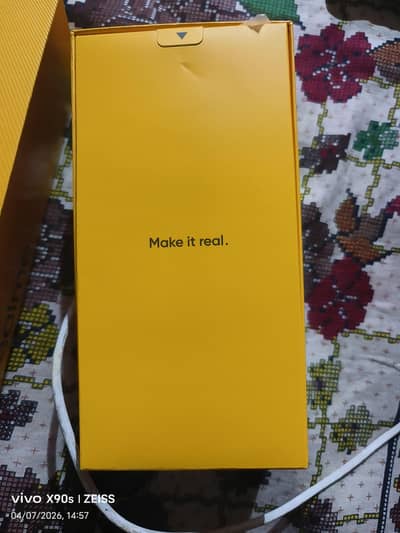 Make it real.
vivo X90s | ZEISS
04/07/2026, 14:57